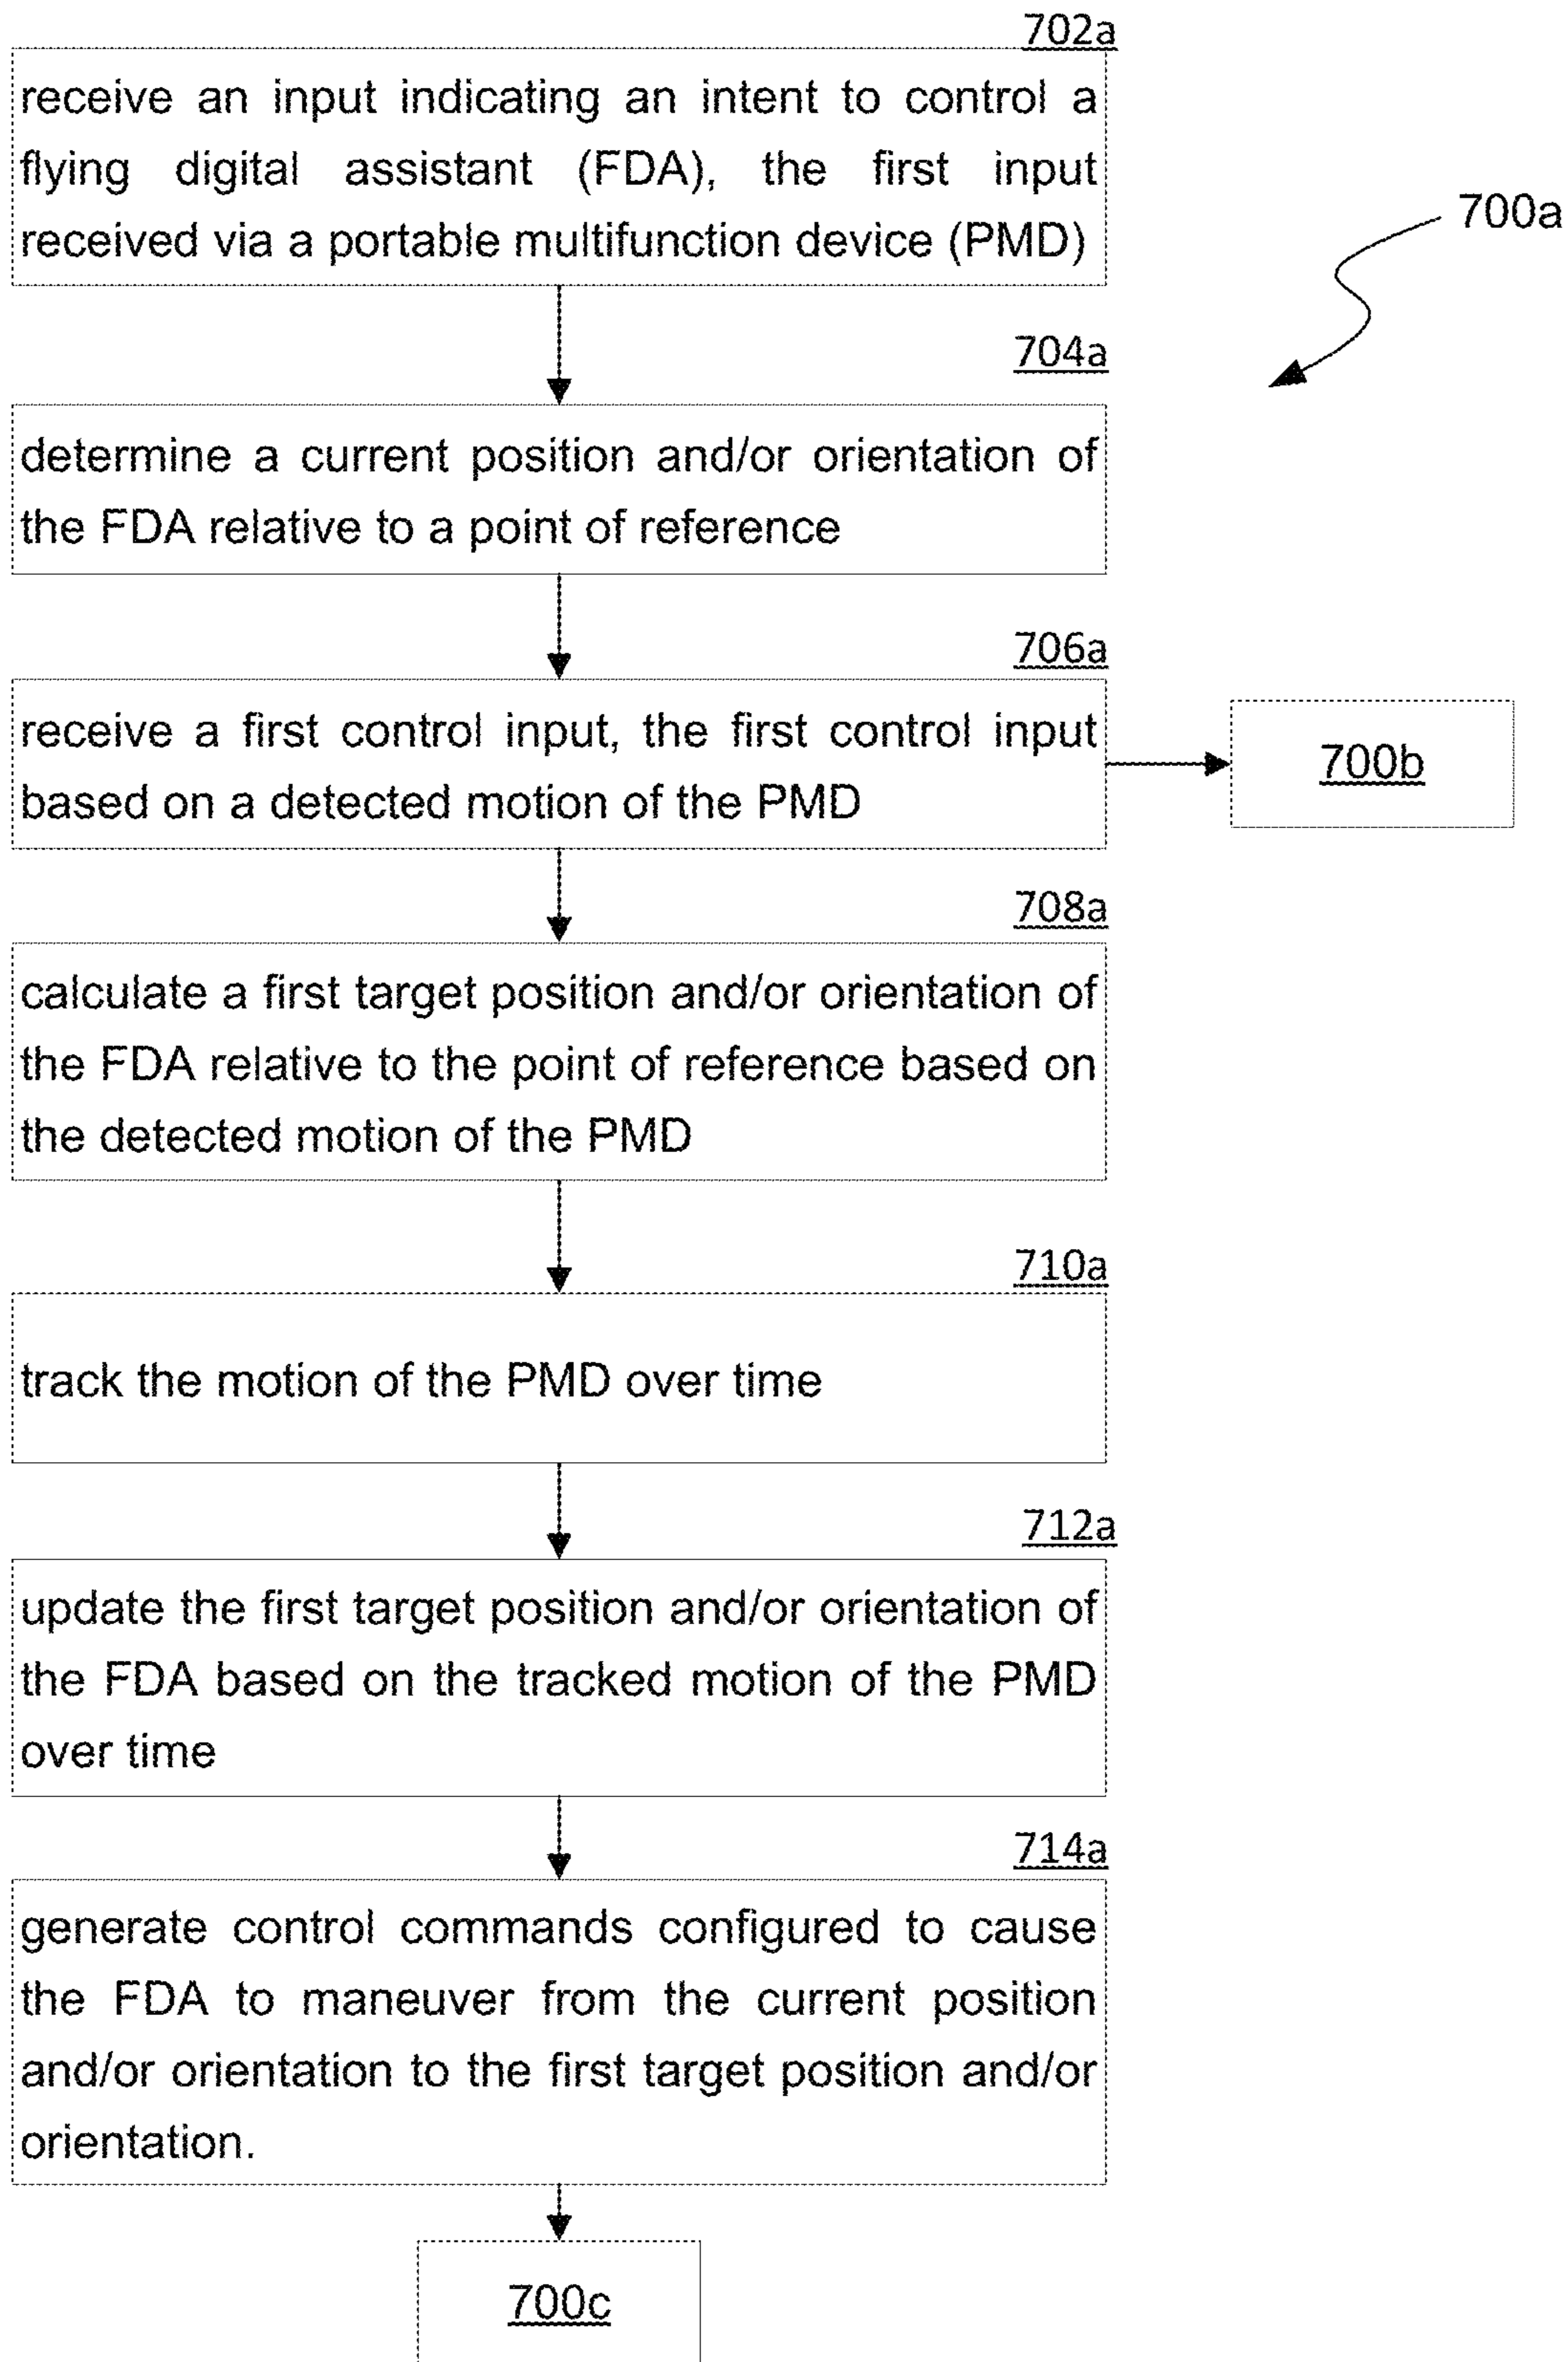 702a
receive an input indicating an intent to control a
flying digital assistant (FDA), the first input
received via a portable multifunction device (PMD)
700a
704a
determine a current position and/or orientation of
the FDA relative to a point of reference
706a
receive a first control input, the first control input
based on a detected motion of the PMD
700b
708a
calculate a first target position and/or orientation of
the FDA relative to the point of reference based on
the detected motion of the PMD
710a
track the motion of the PMD over time
712a
update the first target position and/or orientation of
the FDA based on the tracked motion of the PMD
over time
714a
generate control commands configured to cause
the FDA to maneuver from the current position
and/or orientation to the first target position and/or
orientation.
700c